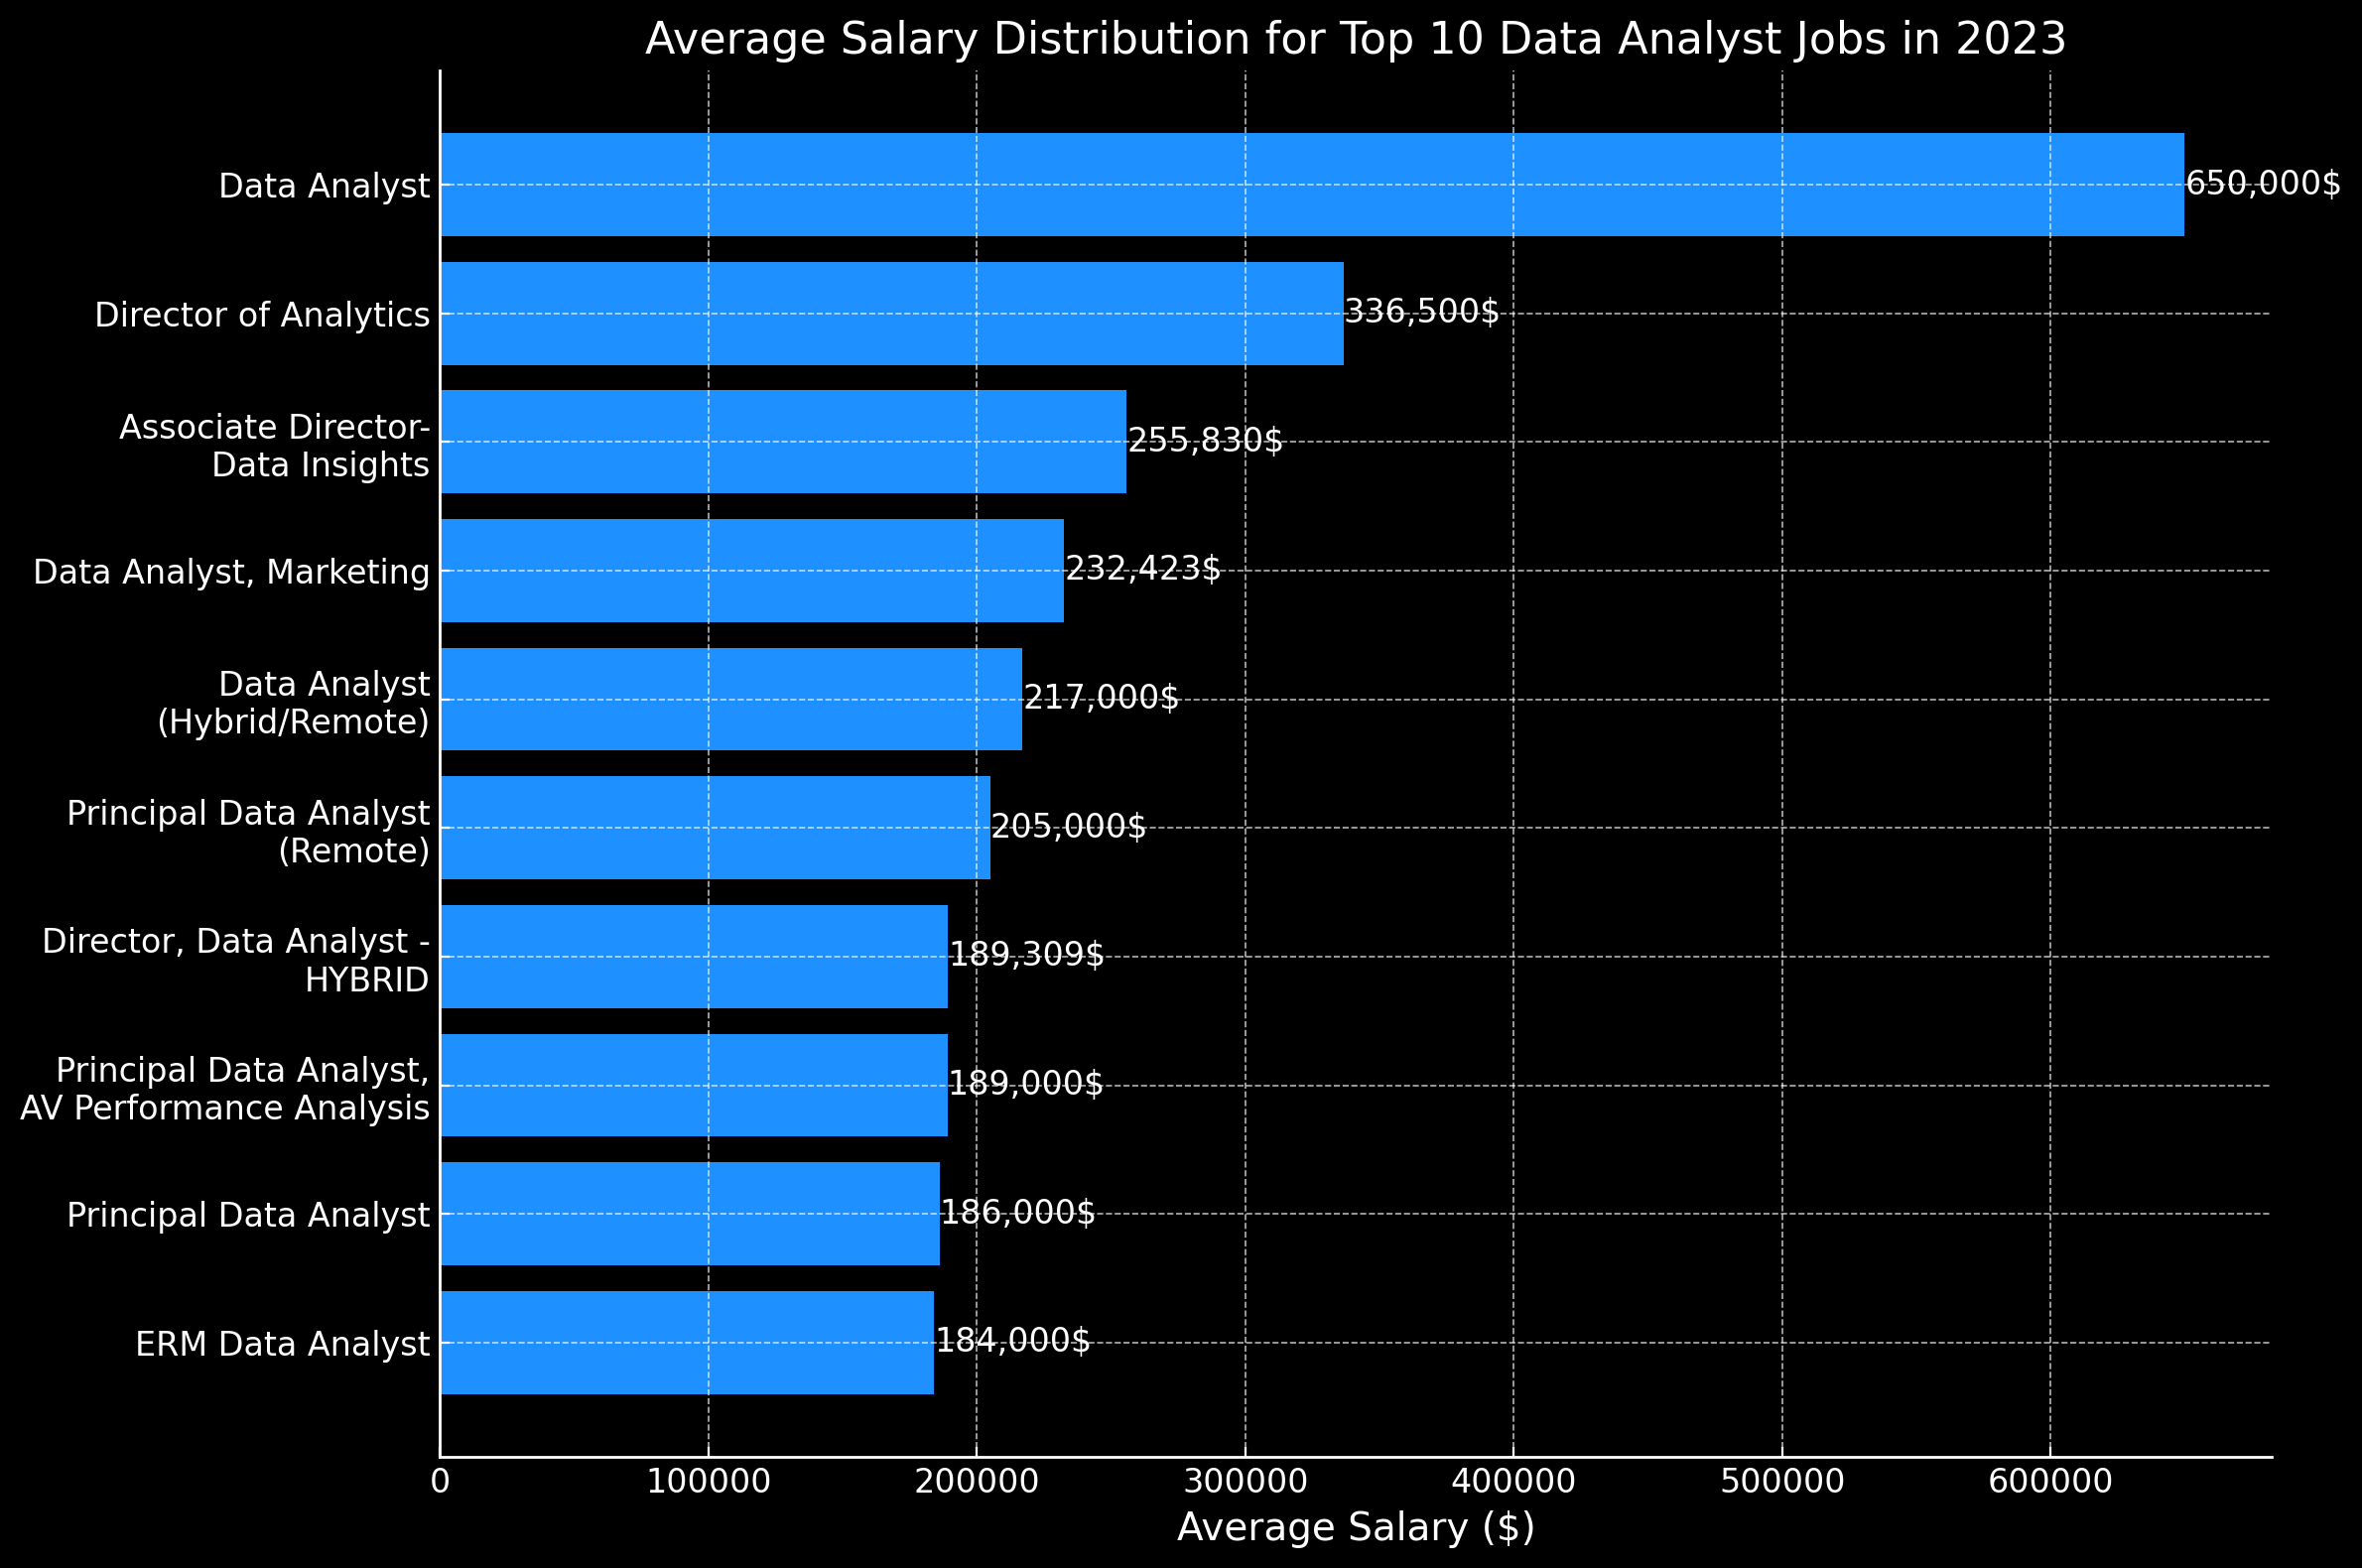 Average Salary Distribution for Top 10 Data Analyst Jobs in 2023
Data Analyst
650,000$
Director of Analytics
336,500$
Associate Director-
Data Insights
255,830$
Data Analyst, Marketing
232,423$
Data Analyst
(Hybrid/Remote)
217,000$
Principal Data Analyst
(Remote)
205,000$
Director, Data Analyst -
HYBRID
189,309$
Principal Data Analyst,
AV Performance Analysis
189,000$
Principal Data Analyst
186,000$
ERM Data Analyst
184,000$
0 100000 200000 300000 400000 500000 600000
Average Salary ($)